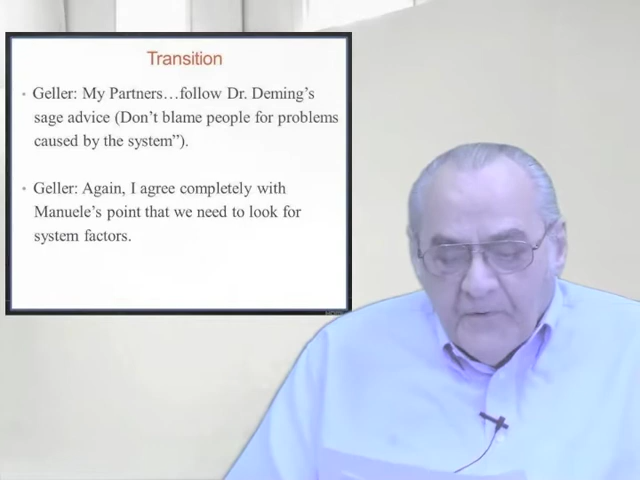 Transition
• Geller: My Partners…follow Dr. Deming's
sage advice (Don't blame people for problems
caused by the system”).
• Geller: Again, I agree completely with
Manuele's point that we need to look for
system factors.